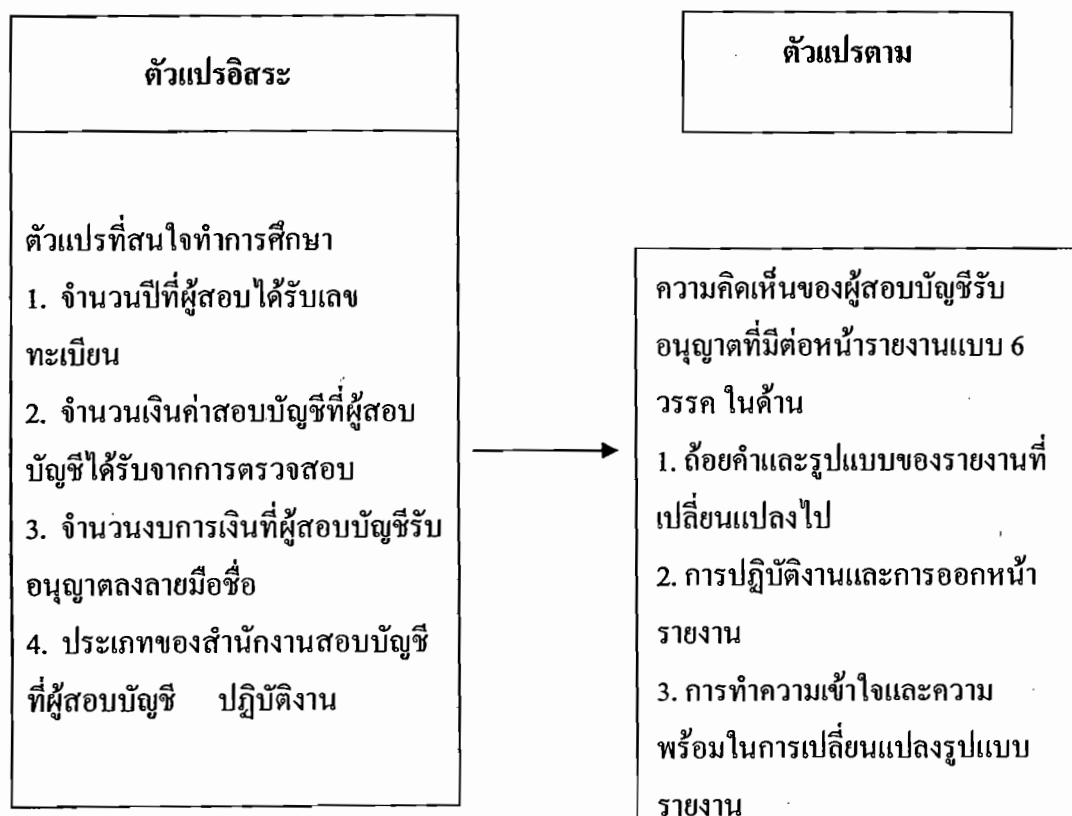 ตัวแปรอิสระ
ตัวแปรที่สนใจทำการศึกษา
1. จำนวนปีที่ผู้สอบได้รับเลข
ทะเบียน
2. จำนวนเงินค่าสอบบัญชีที่ผู้สอบ
บัญชีได้รับจากการตรวจสอบ
3. จำนวนงบการเงินที่ผู้สอบบัญชีรับ
อนุญาตลงลายมือชื่อ
4. ประเภทของสำนักงานสอบบัญชี
ที่ผู้สอบบัญชี ปฏิบัติงาน
ตัวแปรตาม
ความคิดเห็นของผู้สอบบัญชีรับ
อนุญาตที่มีต่อหน้ารายงานแบบ 6
วรรค ในด้าน
1. ถ้อยคำและรูปแบบของรายงานที่
เปลี่ยนแปลงไป
2. การปฏิบัติงานและการออกหน้า
รายงาน
3. การทำความเข้าใจและความ
พร้อมในการเปลี่ยนแปลงรูปแบบ
รายงาน